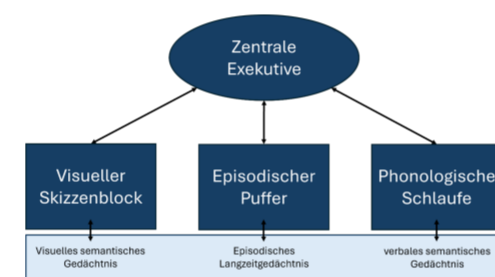 Zentrale
Exekutive
Visueller
Skizzenblock
Episodischer
Puffer
Phonologische
Schlaufe
Visuelles semantisches
Gedächtnis
Episodisches
Langzeitgedächtnis
verbales semantisches
Gedächtnis